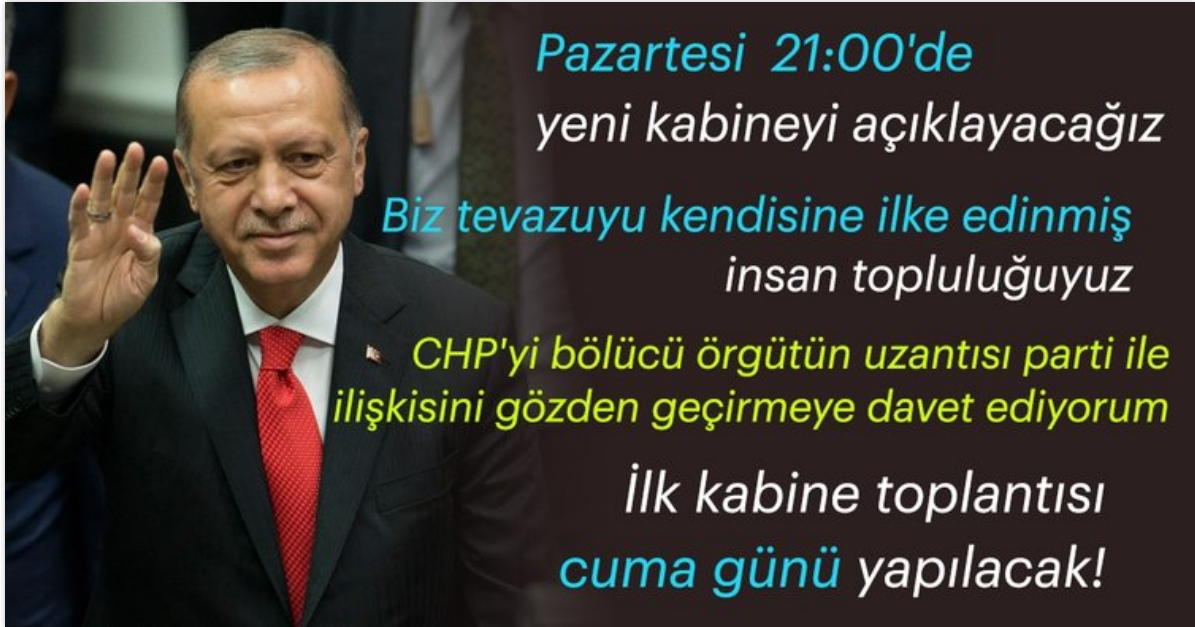 Pazartesi 21:00'de
yeni kabineyi açıklayacağız
Biz tevazuyu kendisine ilke edinmiş
insan topluluğuyuz
CHP'yi bölücü örgütün uzantısı parti ile
ilişkisini gözden geçirmeye davet ediyorum
İlk kabine toplantısı
cuma günü yapılacak!